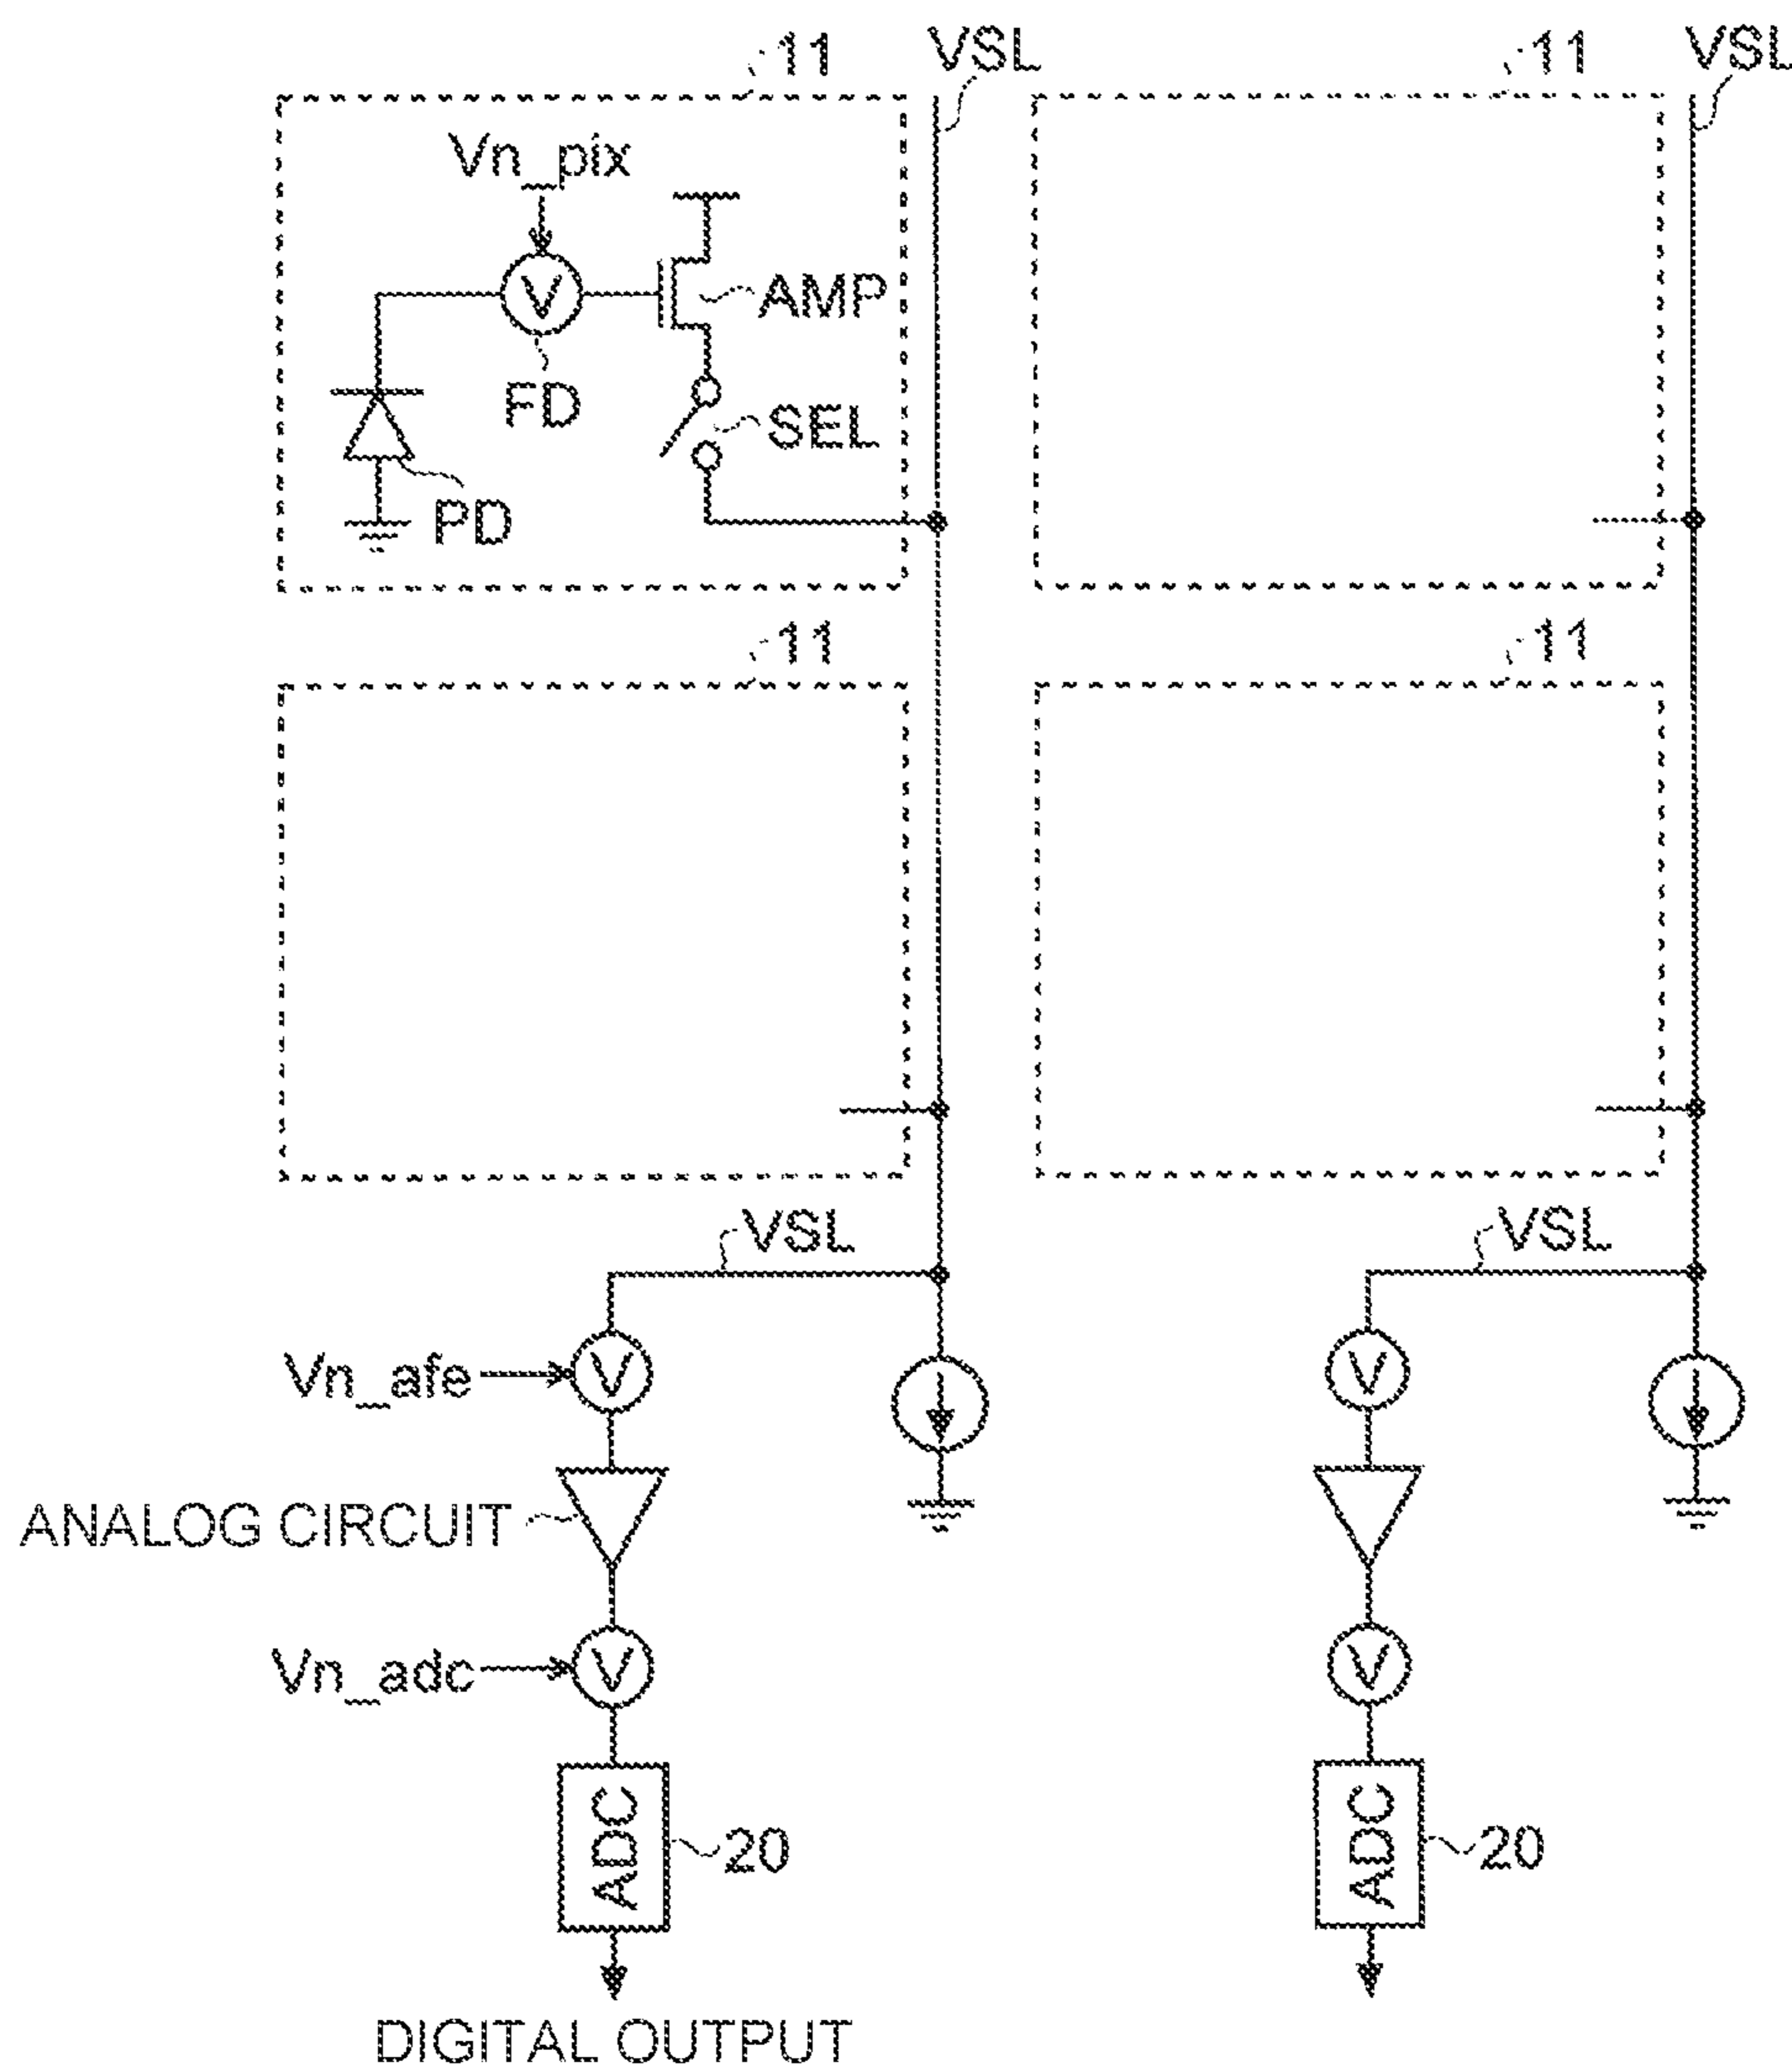 11
VSL
11
VSL
Vn_pix
V
AMP
FD
SEL
PD
11
11
VSL
VSL
Vn_afe
V
V
ANALOG CIRCUIT
Vn_adc
V
V
ADC
20
ADC
20
DIGITAL OUTPUT